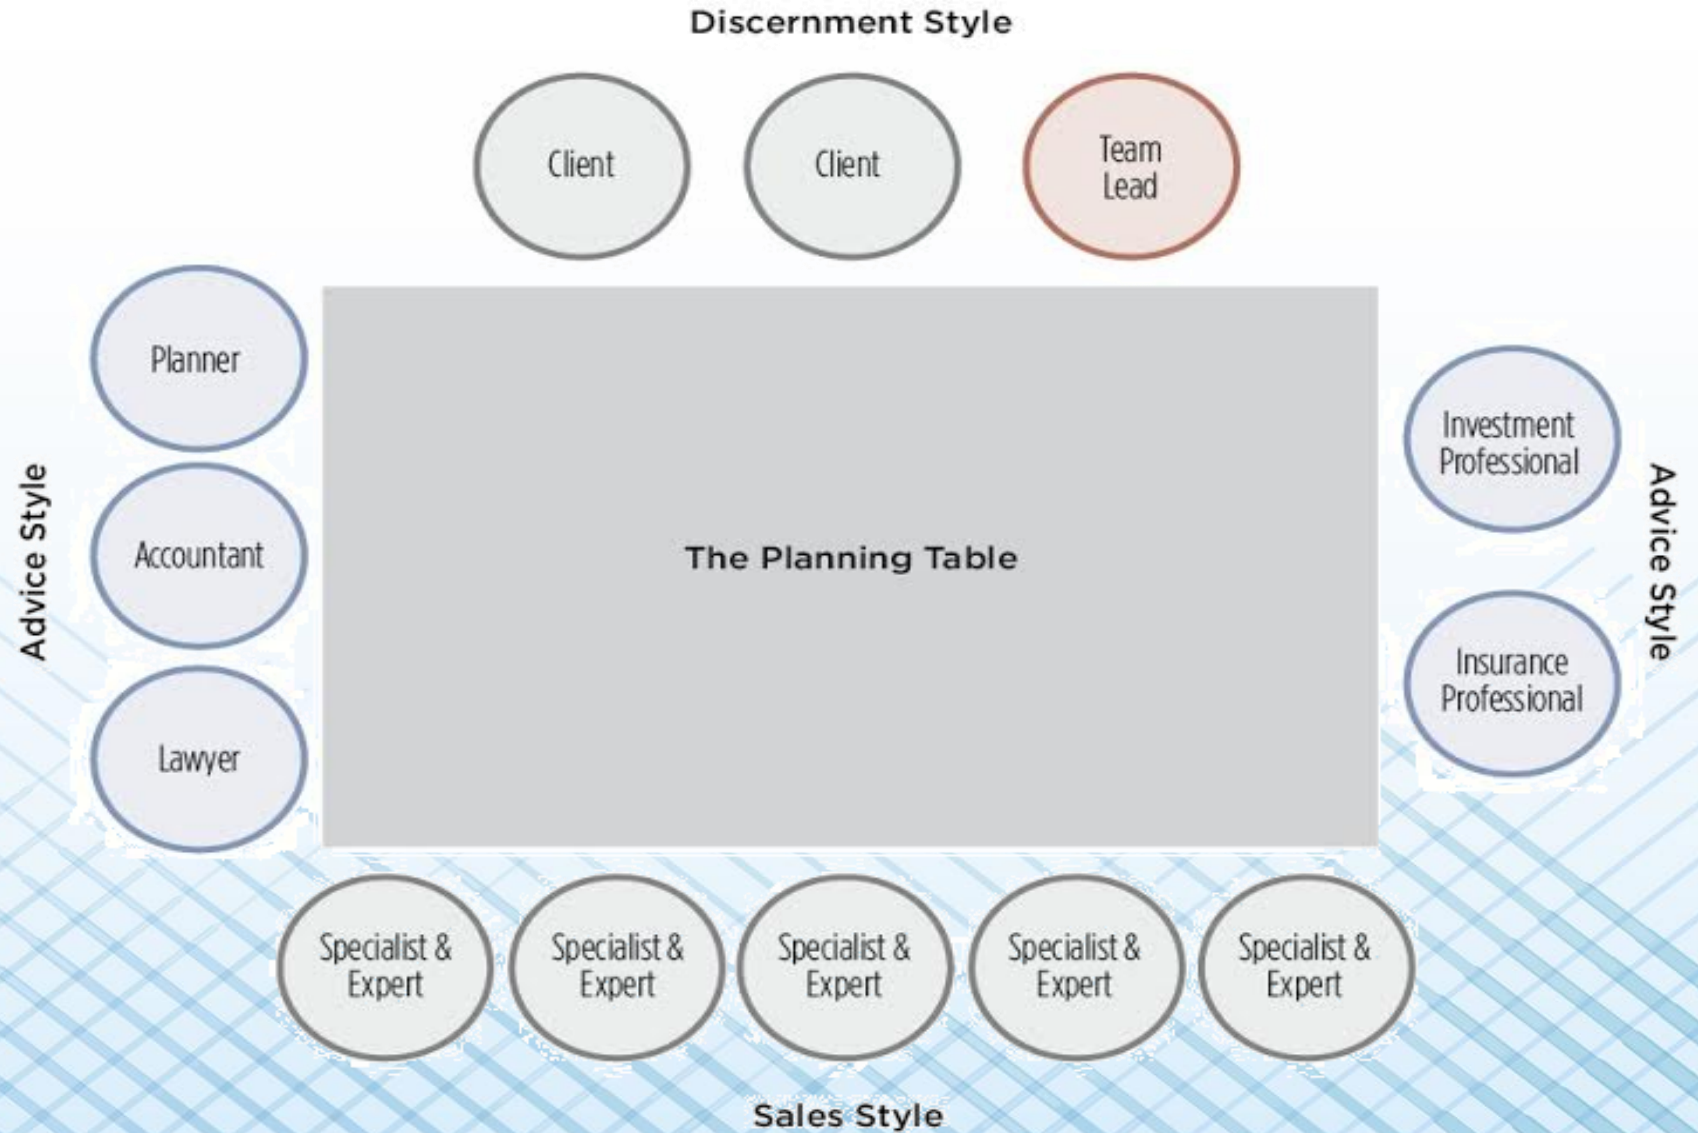 Discernment Style
Client
Client
Team
Lead
Planner
Accountant
Lawyer
Advice Style
The Planning Table
Investment
Professional
Insurance
Professional
Advice Style
Specialist &
Expert
Specialist &
Expert
Specialist &
Expert
Specialist &
Expert
Specialist &
Expert
Sales Style